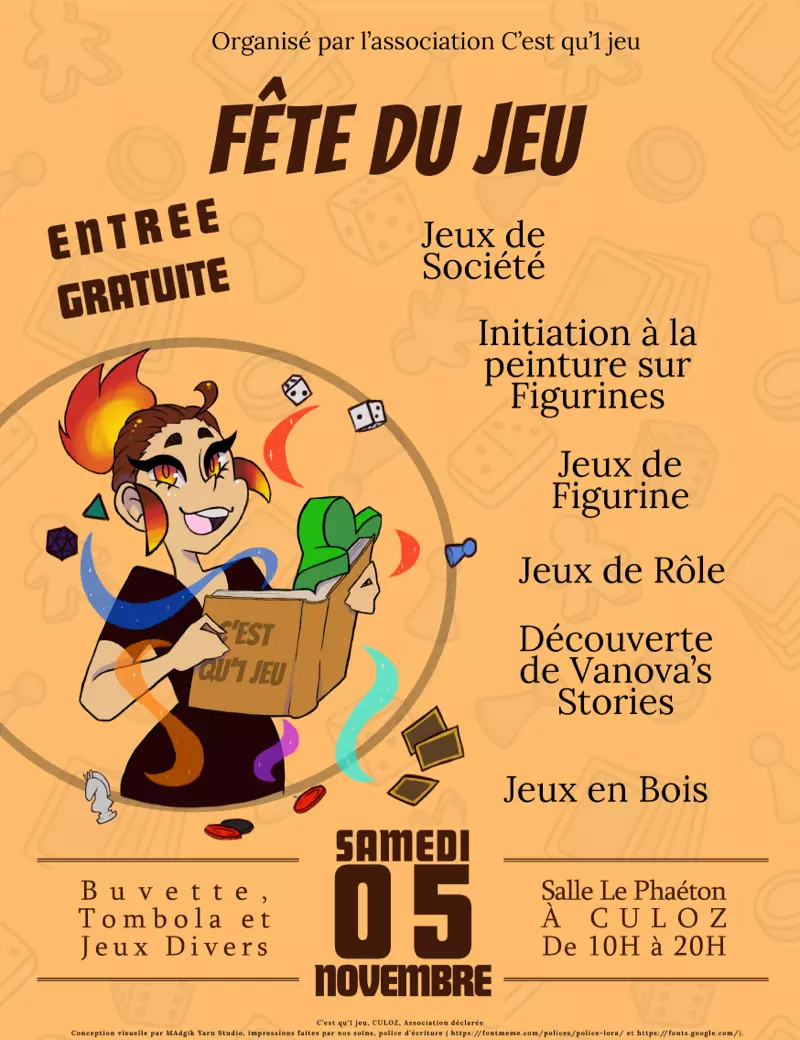 Organisé par l'association C'est qu'1 jeu
FÊTE DU JEU
ENTREE
GRATUITE
Jeux de
Société
Initiation à la
peinture sur
Figurines
Jeux de
Figurine
Jeux de Rôle
Découverte
de Vanova's
Stories
Jeux en Bois
C'EST
QU'1 JEU
Buvette,
Tombola et
Jeux Divers
SAMEDI
05
NOVEMBRE
Salle Le Phaéton
À CULOZ
De 10H à 20H
C'est qu'1 jeu, CULOZ, Association déclarée
Conception visuelle par MAdgik Yarn Studio, impressions faites par nos soins, police d'écriture ( https://fontmeme.com/polices/police-lora/ et https://fonts.google.com/).